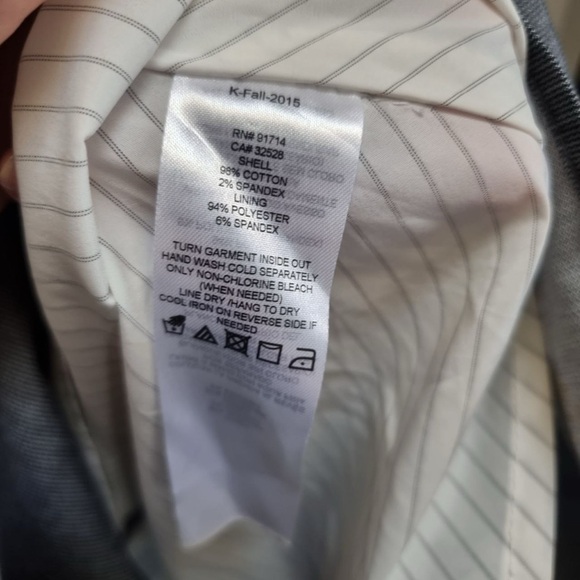 K-Fall-2015
RN# 91714
CA# 32528
SHELL
98% COTTON
2% SPANDEX
LINING
94% POLYESTER
6% SPANDEX
TURN GARMENT INSIDE OUT
HAND WASH COLD SEPARATELY
ONLY NON-CHLORINE BLEACH
(WHEN NEEDED)
LINE DRY /HANG TO DRY
COOL IRON ON REVERSE SIDE IF
NEEDED